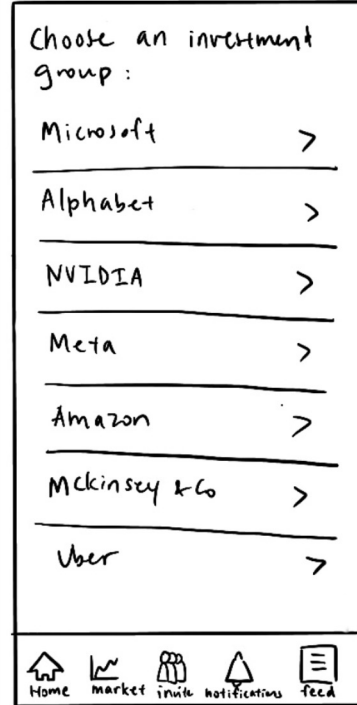 Choose an investment
group:
Microsoft >
Alphabet >
NVIDIA >
Meta >
Amazon >
Mckinsey & Co >
Uber >
Home market invite notifications feed